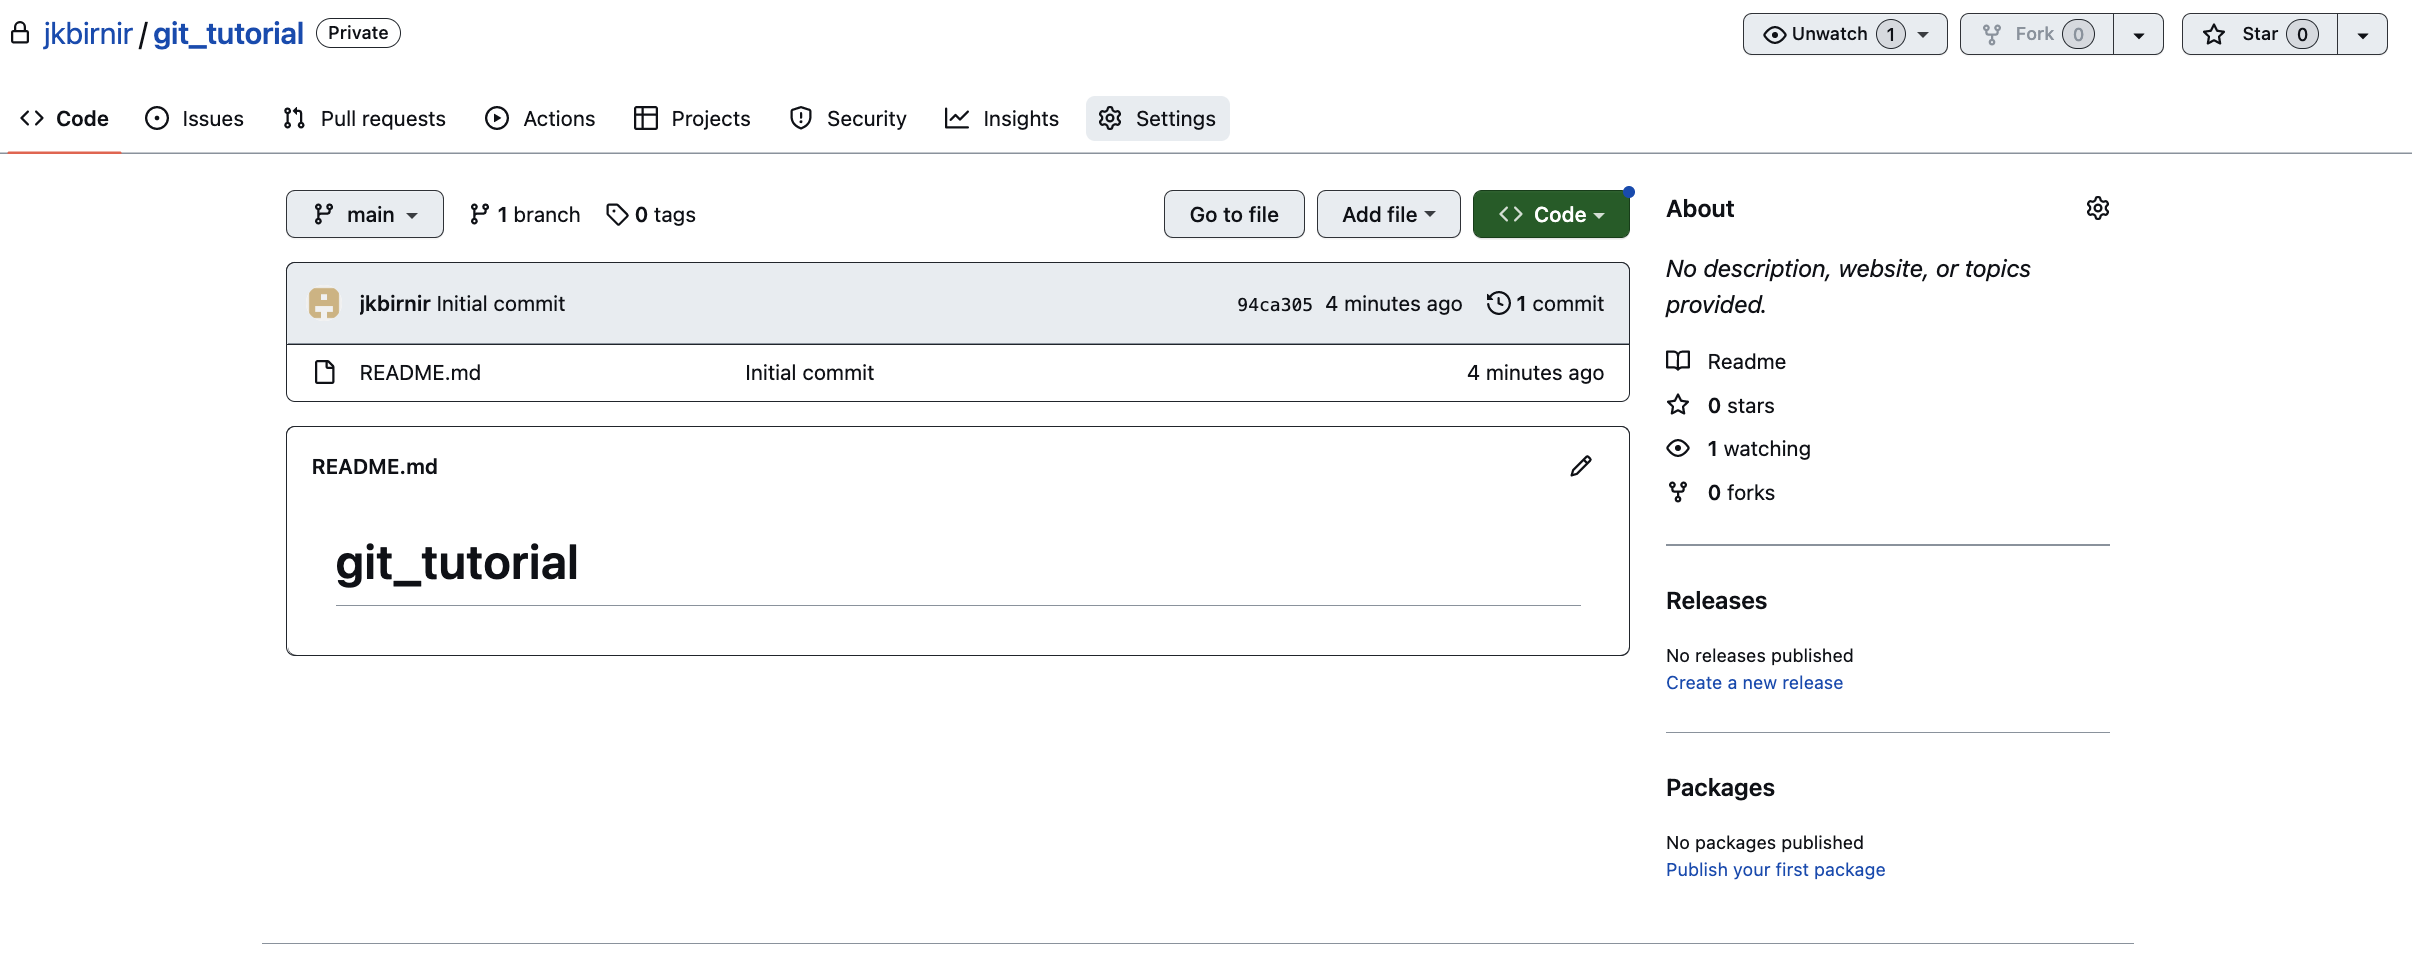 jkbirnir / git_tutorial Private Unwatch 1 Fork 0 Star 0
Code Issues Pull requests Actions Projects Security Insights Settings
main 1 branch 0 tags Go to file Add file Code
jkbirnir Initial commit 94ca305 4 minutes ago 1 commit
README.md Initial commit 4 minutes ago
README.md
git_tutorial
About
No description, website, or topics
provided.
Readme
0 stars
1 watching
0 forks
Releases
No releases published
Create a new release
Packages
No packages published
Publish your first package